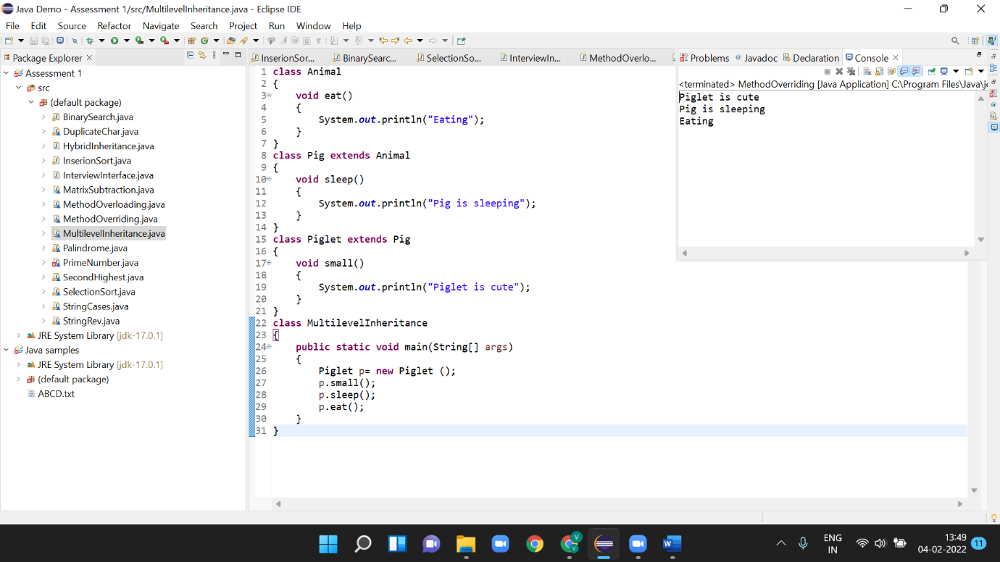 Java Demo - Assessment 1/src/MultilevelInheritance.java - Eclipse IDE
File Edit Source Refactor Navigate Search Project Run Window Help
Package Explorer
Assessment 1
src
(default package)
BinarySearch.java
DuplicateChar.java
HybridInheritance.java
InserionSort.java
InterviewInterface.java
MatrixSubtraction.java
MethodOverloading.java
MethodOverriding.java
MultilevelInheritance.java
Palindrome.java
PrimeNumber.java
SecondHighest.java
SelectionSort.java
StringCases.java
StringRev.java
JRE System Library [jdk-17.0.1]
Java samples
JRE System Library [jdk-17.0.1]
(default package)
ABCD.txt
InserionSor... BinarySearc... SelectionSo... InterviewIn... MethodOverlo...
1 class Animal
2 {
3 void eat()
4 {
5 System.out.println("Eating");
6 }
7 }
8 class Pig extends Animal
9 {
10 void sleep()
11 {
12 System.out.println("Pig is sleeping");
13 }
14 }
15 class Piglet extends Pig
16 {
17 void small()
18 {
19 System.out.println("Piglet is cute");
20 }
21 }
22 class MultilevelInheritance
23 {
24 public static void main(String[] args)
25 {
26 Piglet p= new Piglet ();
27 p.small();
28 p.sleep();
29 p.eat();
30 }
31 }
Problems @ Javadoc Declaration Console
<terminated> MethodOverriding [Java Application] C:\Program Files\Java\j
Piglet is cute
Pig is sleeping
Eating
ENG
IN
13:49
04-02-2022
11